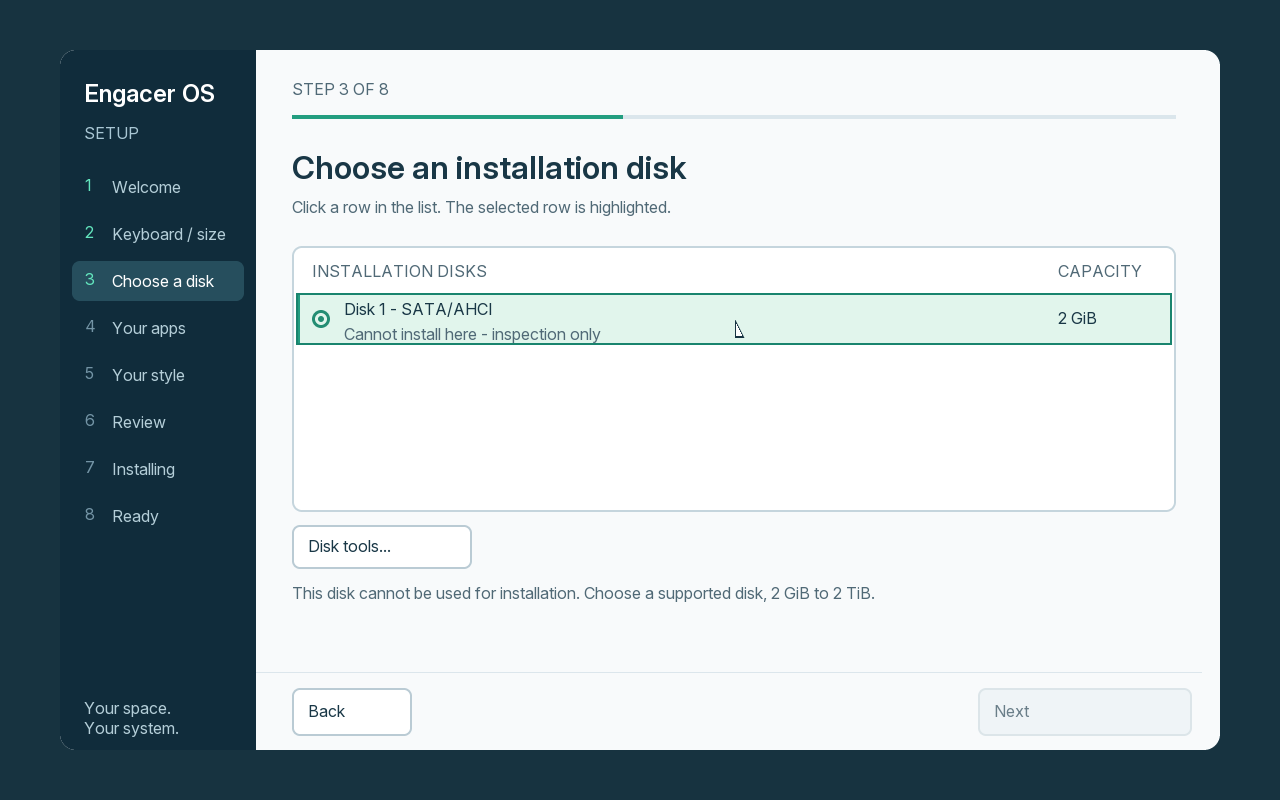 Engacer OS
SETUP
1 Welcome
2 Keyboard / size
3 Choose a disk
4 Your apps
5 Your style
6 Review
7 Installing
8 Ready
Your space.
Your system.
STEP 3 OF 8
Choose an installation disk
Click a row in the list. The selected row is highlighted.
INSTALLATION DISKS CAPACITY
Disk 1 - SATA/AHCI
Cannot install here - inspection only
2 GiB
Disk tools...
This disk cannot be used for installation. Choose a supported disk, 2 GiB to 2 TiB.
Back
Next